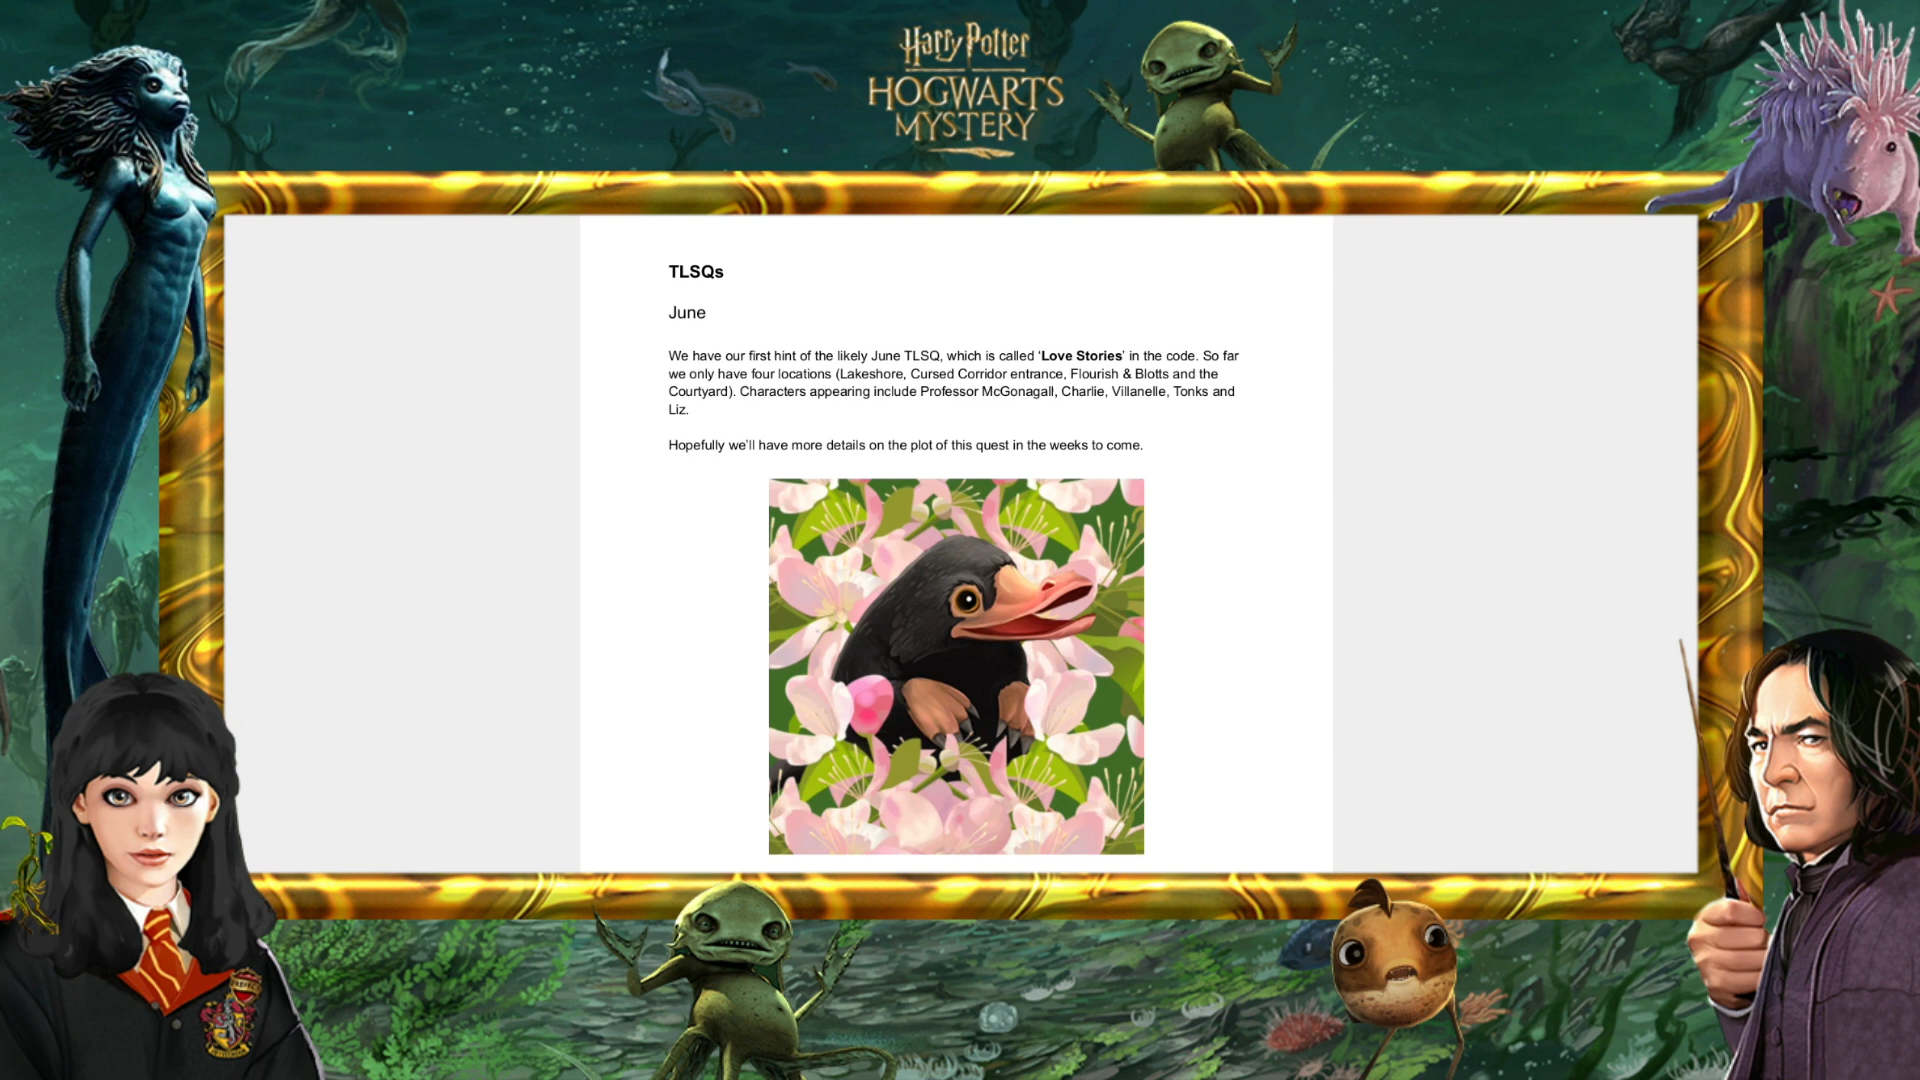 Harry Potter
HOGWARTS
MYSTERY
TLSQs
June
We have our first hint of the likely June TLSQ, which is called ‘Love Stories’ in the code. So far
we only have four locations (Lakeshore, Cursed Corridor entrance, Flourish & Blotts and the
Courtyard). Characters appearing include Professor McGonagall, Charlie, Villanelle, Tonks and
Liz.
Hopefully we’ll have more details on the plot of this quest in the weeks to come.